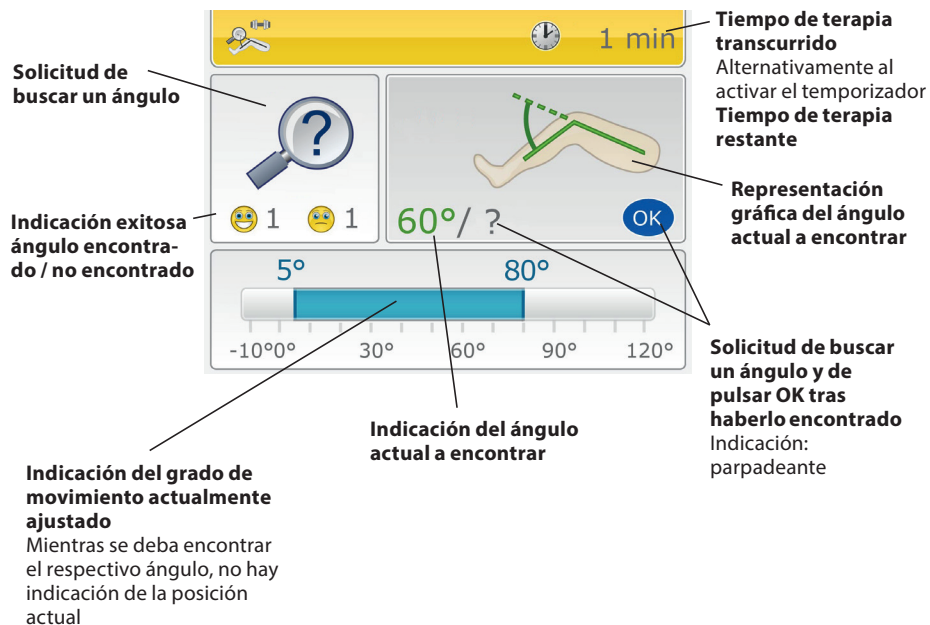 1 min
Tiempo de terapia
transcurrido
Alternativamente al
activar el temporizador
Tiempo de terapia
restante
Solicitud de
buscar un ángulo
?
Representación
gráfica del ángulo
actual a encontrar
Indicación exitosa
ángulo encontra-
do / no encontrado
1 1
60°/ ?
OK
5° 80°
-10°0° 30° 60° 90° 120°
Solicitud de buscar
un ángulo y de
pulsar OK tras
haberlo encontrado
Indicación:
parpadeante
Indicación del ángulo
actual a encontrar
Indicación del grado de
movimiento actualmente
ajustado
Mientras se deba encontrar
el respectivo ángulo, no hay
indicación de la posición
actual